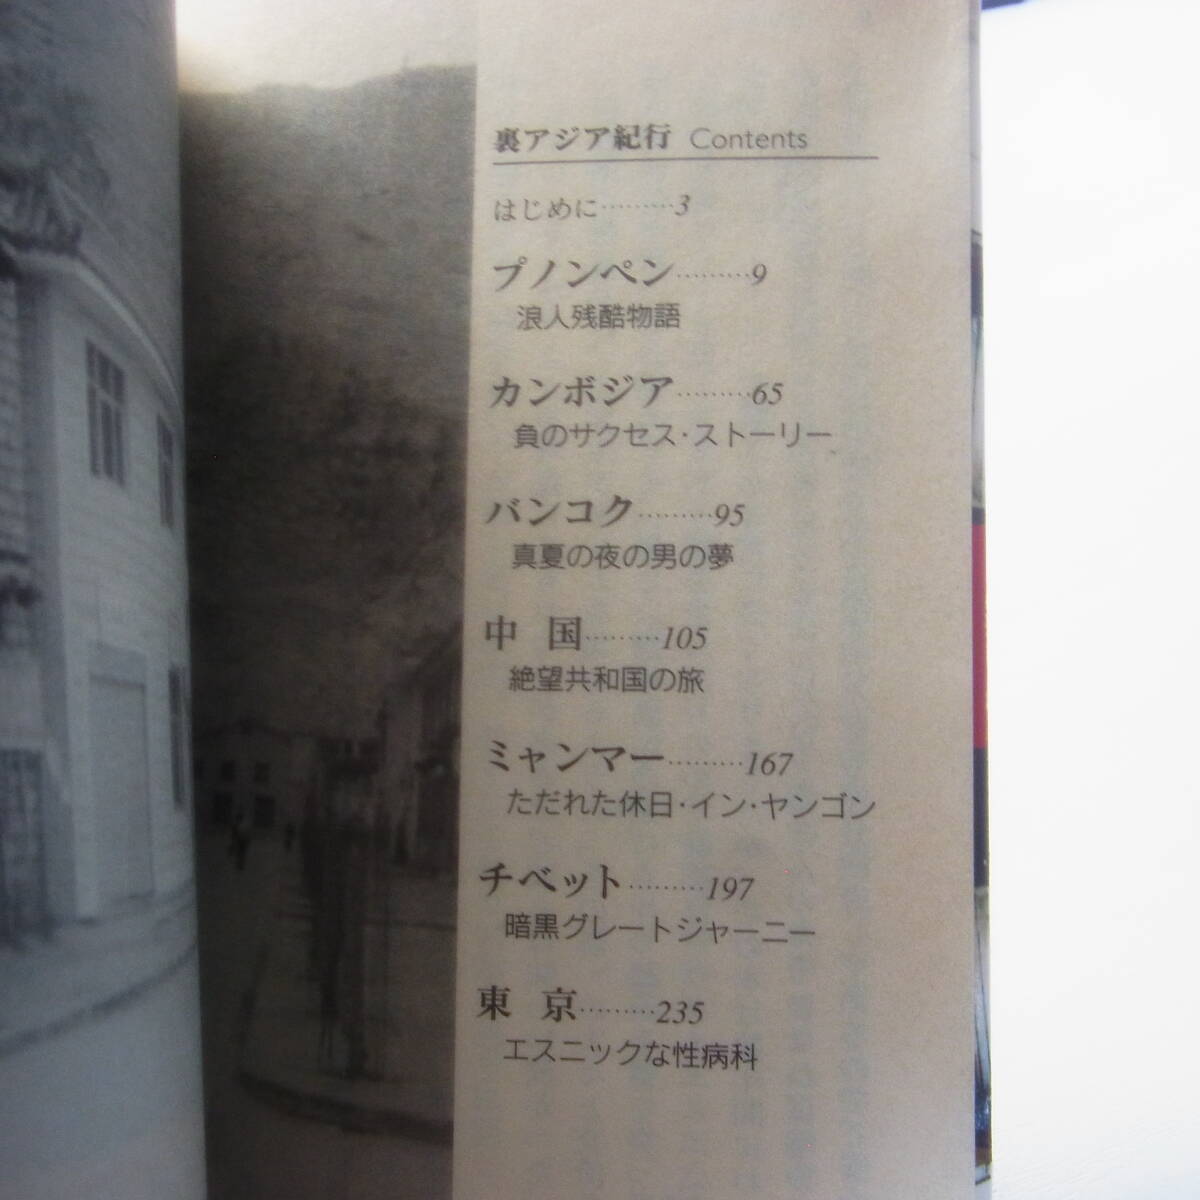 裏アジア紀行 Contents
はじめに………3
プノンペン………9
浪人残酷物語
カンボジア………65
負のサクセス・ストーリー
バンコク………95
真夏の夜の男の夢
中 国………105
絶望共和国の旅
ミャンマー………167
ただれた休日・イン・ヤンゴン
チベット………197
暗黒グレートジャーニー
東 京………235
エスニックな性病科